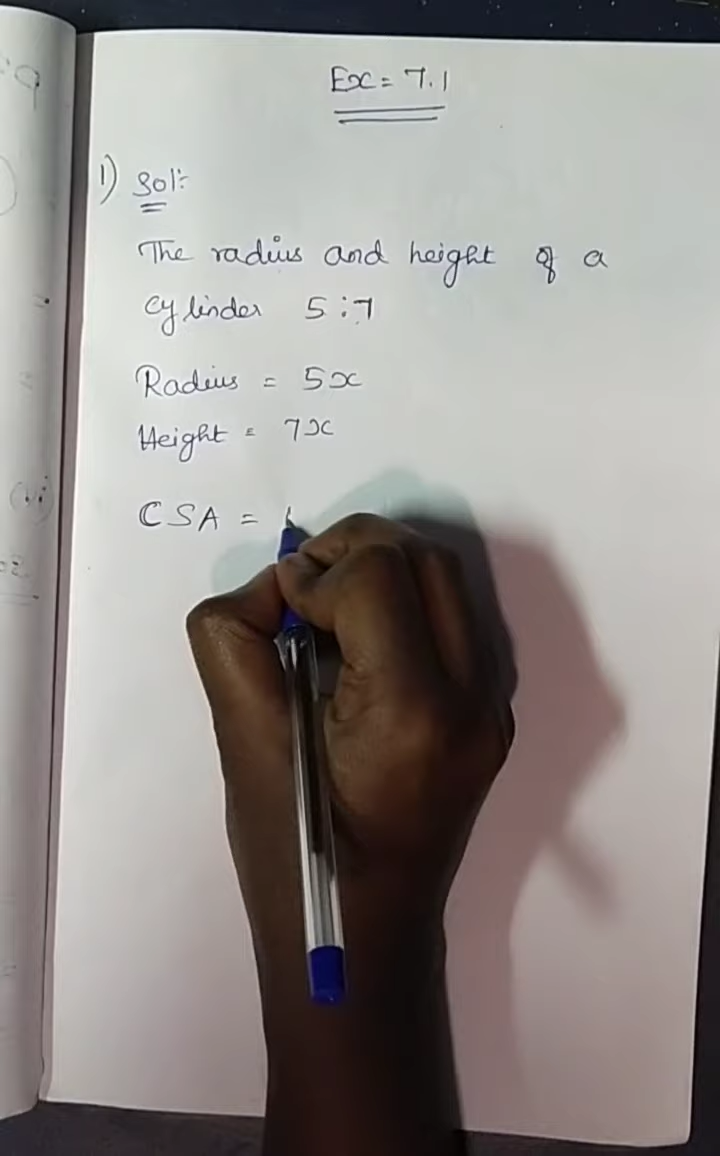 Ex = 7.1
1) Sol:-
The radius and height of a
cylinder 5:7
Radius = 5x
Height = 7x
CSA =